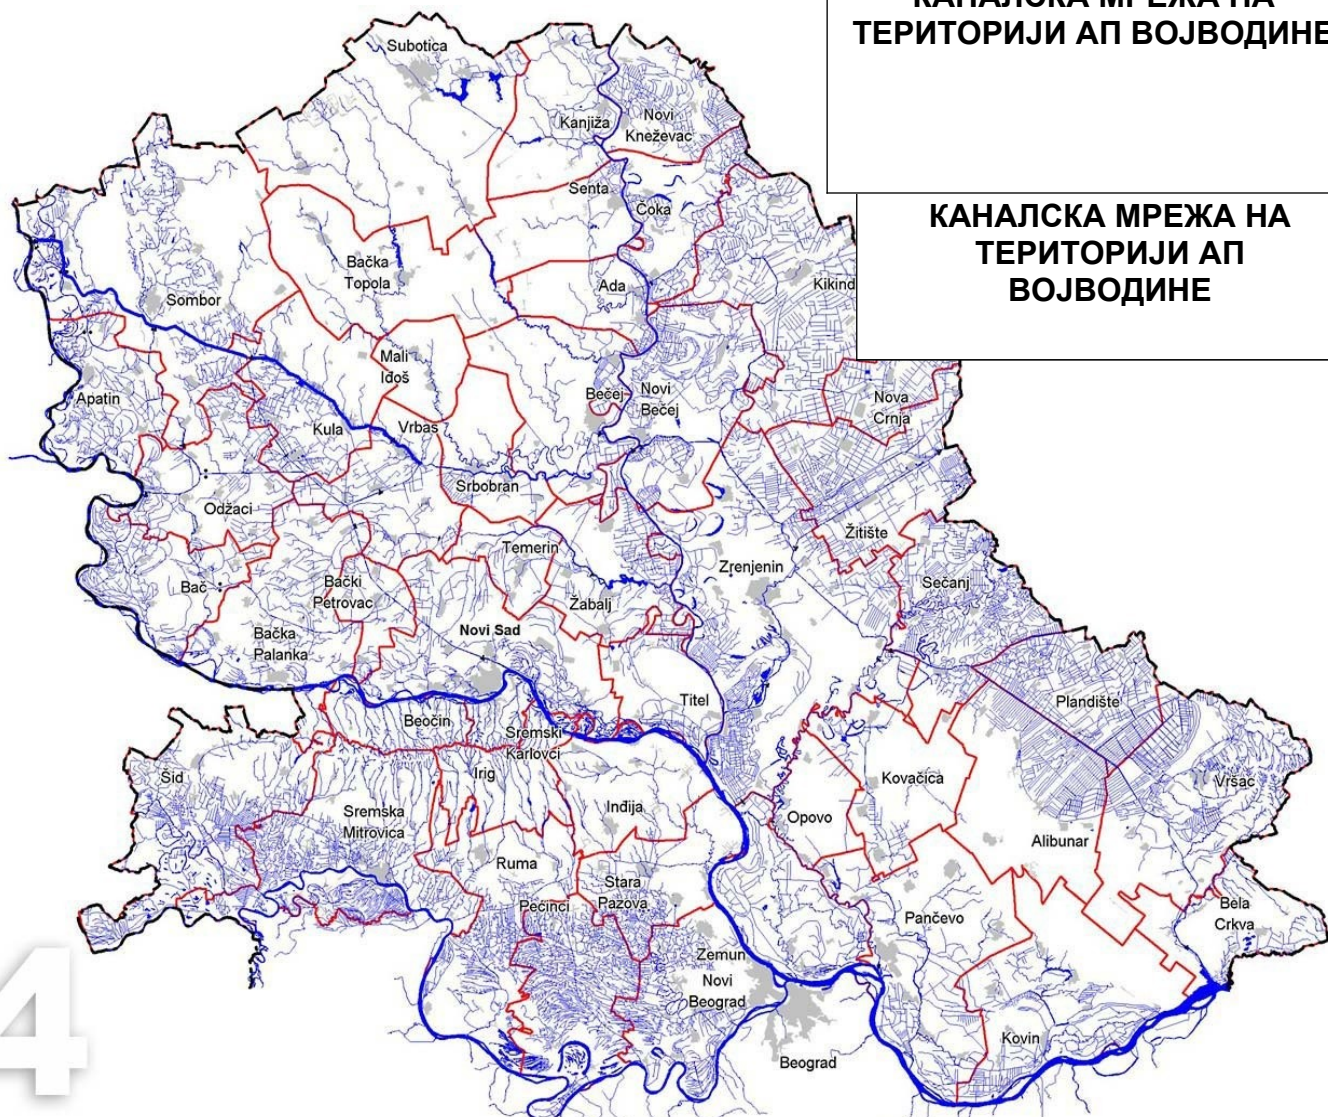 КАНАЛСКА МРЕЖА НА
ТЕРИТОРИЈИ АП ВОЈВОДИНЕ
КАНАЛСКА МРЕЖА НА
ТЕРИТОРИЈИ АП
ВОЈВОДИНЕ
Subotica
Kanjiža
Novi
Kneževac
Senta
Čoka
Bačka
Topola
Ada
Kikind
Sombor
Mali
Iđoš
Apatin
Bečej
Novi
Bečej
Nova
Crnja
Kula
Vrbas
Srbobran
Odžaci
Žitište
Temerin
Zrenjenin
Sečanj
Bač
Bački
Petrovac
Žabalj
Bačka
Palanka
Novi Sad
Titel
Plandište
Beočin
Sremski
Karlovci
Šid
Irig
Kovačica
Vršac
Sremska
Mitrovica
Inđija
Opovo
Alibunar
Ruma
Stara
Pazova
Pećinci
Pančevo
Bela
Crkva
Zemun
Novi
Beograd
Kovin
Beograd
4